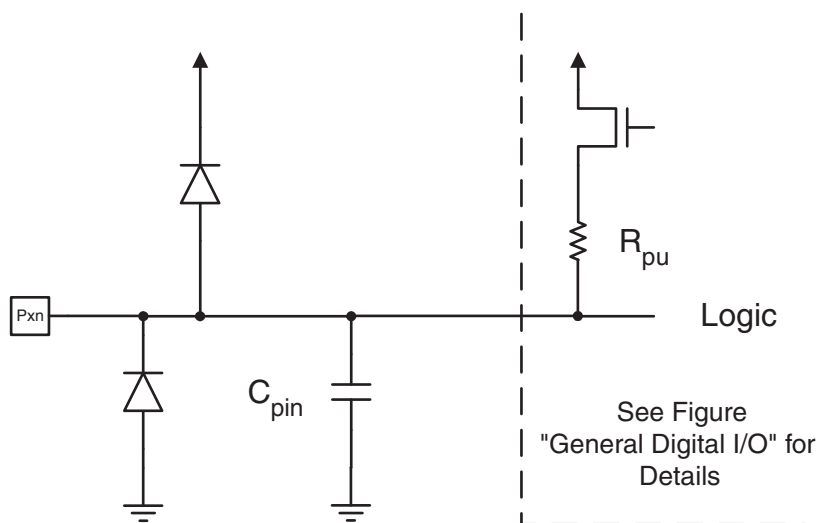 R
pu
Pxn
Logic
C
pin
See Figure
"General Digital I/O" for
Details